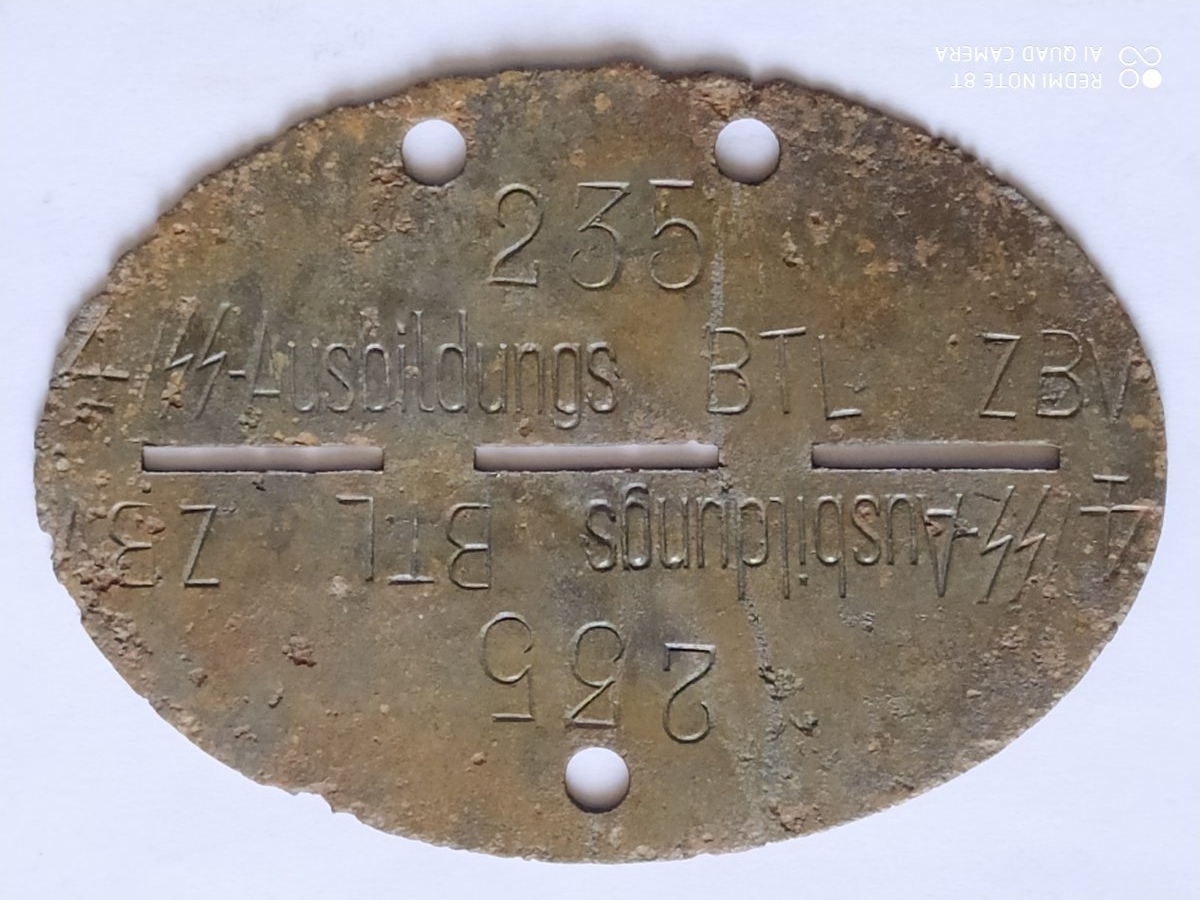 235
4/SS-Ausbildungs BTL ZBV
4/SS-Ausbildungs BTL ZBV
235
REDMI NOTE 8T
AI QUAD CAMERA